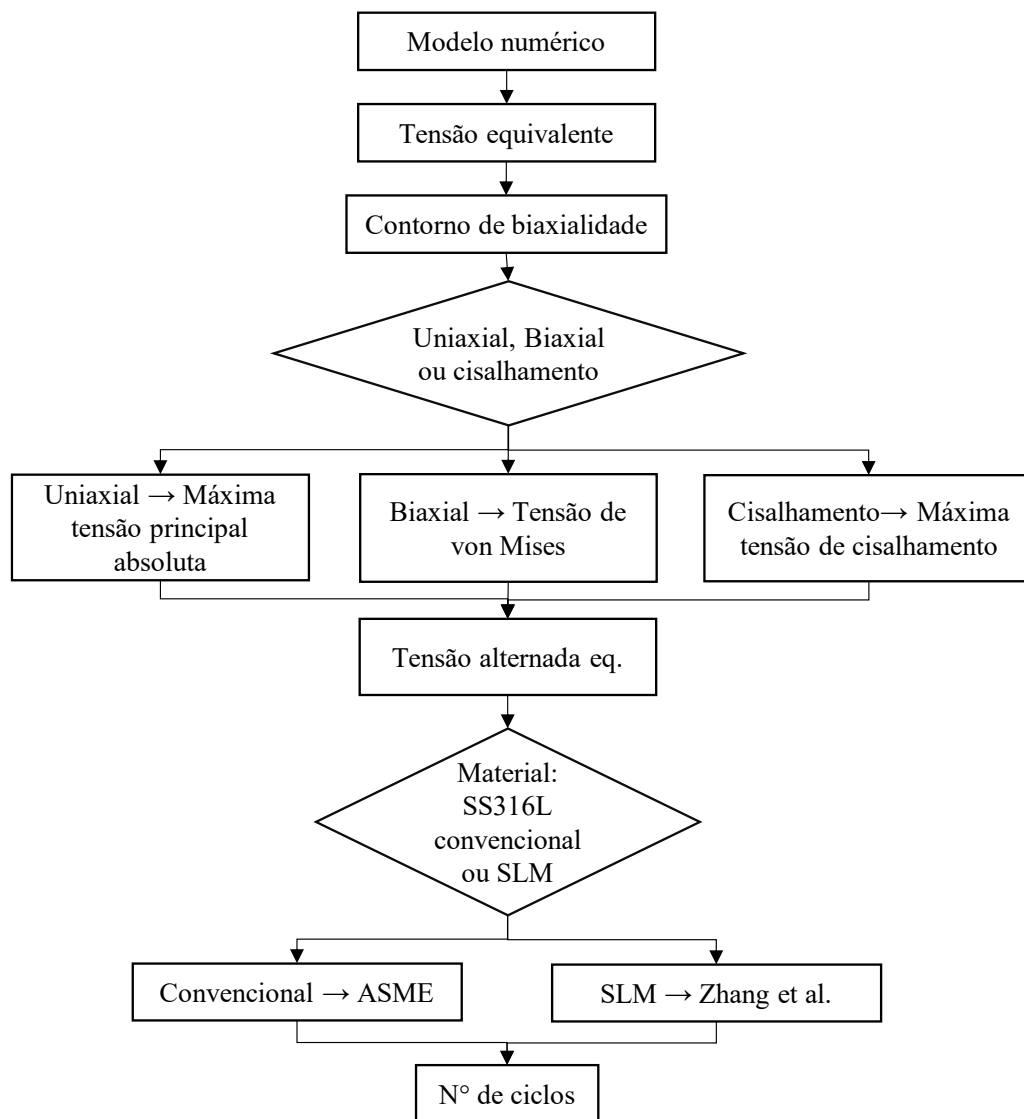 Modelo numérico
Tensão equivalente
Contorno de biaxialidade
Uniaxial, Biaxial
ou cisalhamento
Uniaxial → Máxima
tensão principal
absoluta
Biaxial → Tensão de
von Mises
Cisalhamento→ Máxima
tensão de cisalhamento
Tensão alternada eq.
Material:
SS316L
convencional
ou SLM
Convencional → ASME
SLM → Zhang et al.
N° de ciclos